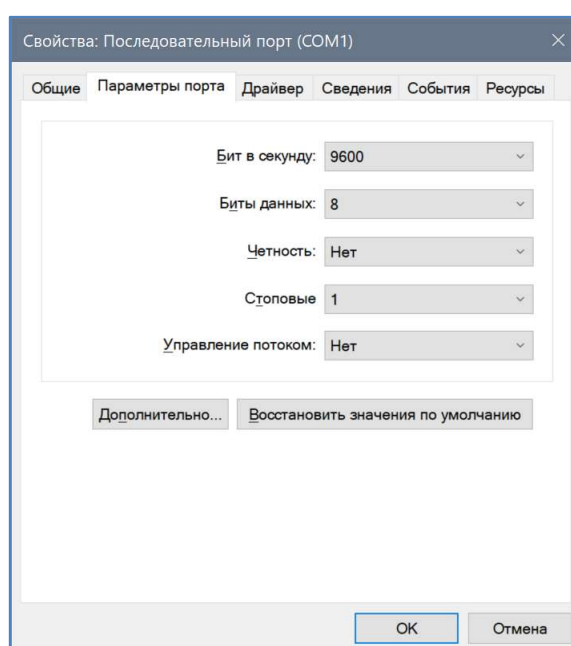 Свойства: Последовательный порт (COM1)
Общие Параметры порта Драйвер Сведения События Ресурсы
Бит в секунду: 9600
Биты данных: 8
Четность: Нет
Стоповые 1
Управление потоком: Нет
Дополнительно... Восстановить значения по умолчанию
OK Отмена